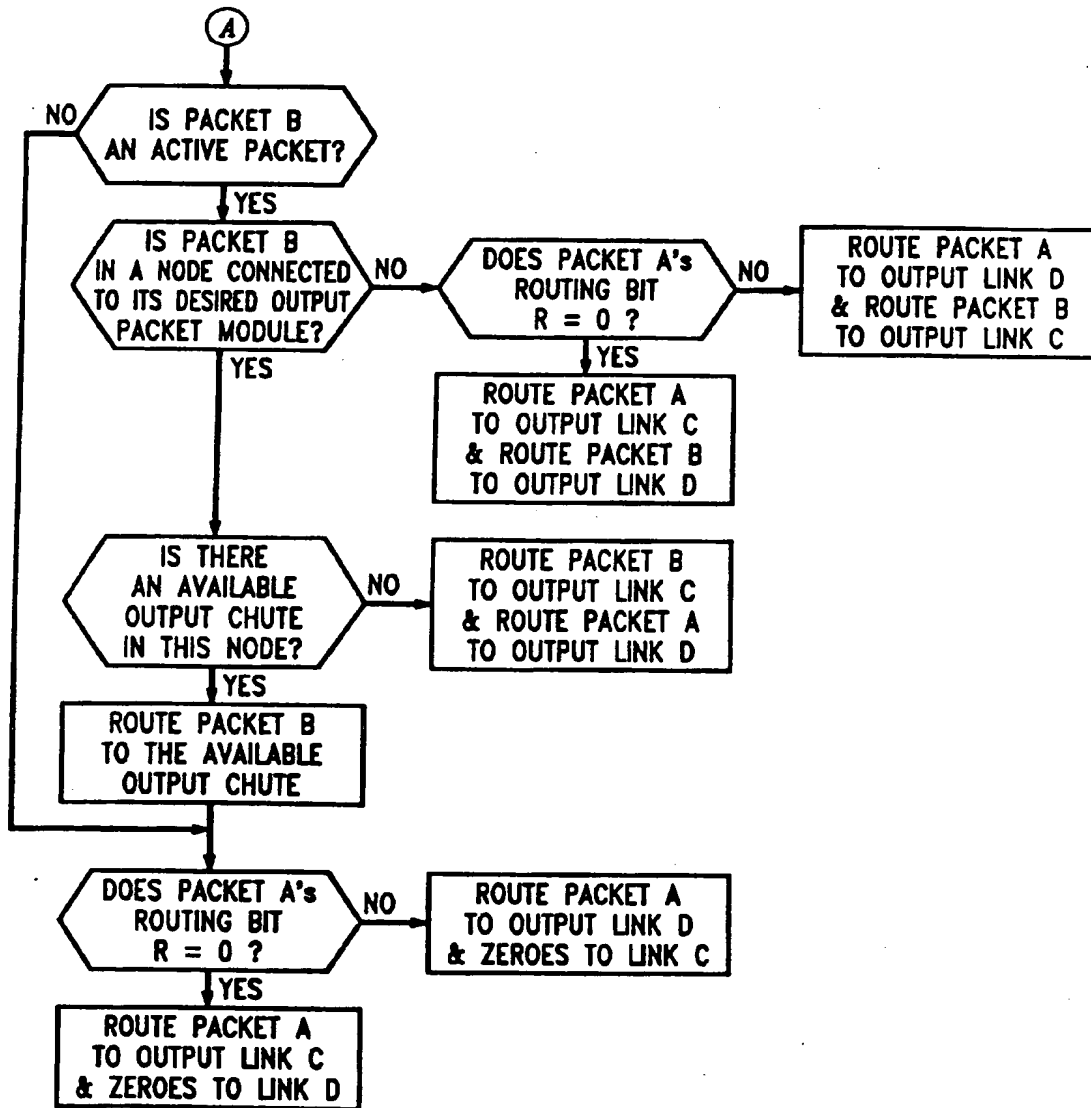 A
NO
IS PACKET B
AN ACTIVE PACKET?
YES
IS PACKET B
IN A NODE CONNECTED
TO ITS DESIRED OUTPUT
PACKET MODULE?
NO
DOES PACKET A's
ROUTING BIT
R = 0 ?
NO
ROUTE PACKET A
TO OUTPUT LINK D
& ROUTE PACKET B
TO OUTPUT LINK C
YES
YES
ROUTE PACKET A
TO OUTPUT LINK C
& ROUTE PACKET B
TO OUTPUT LINK D
IS THERE
AN AVAILABLE
OUTPUT CHUTE
IN THIS NODE?
NO
ROUTE PACKET B
TO OUTPUT LINK C
& ROUTE PACKET A
TO OUTPUT LINK D
YES
ROUTE PACKET B
TO THE AVAILABLE
OUTPUT CHUTE
DOES PACKET A's
ROUTING BIT
R = 0 ?
NO
ROUTE PACKET A
TO OUTPUT LINK D
& ZEROES TO LINK C
YES
ROUTE PACKET A
TO OUTPUT LINK C
& ZEROES TO LINK D